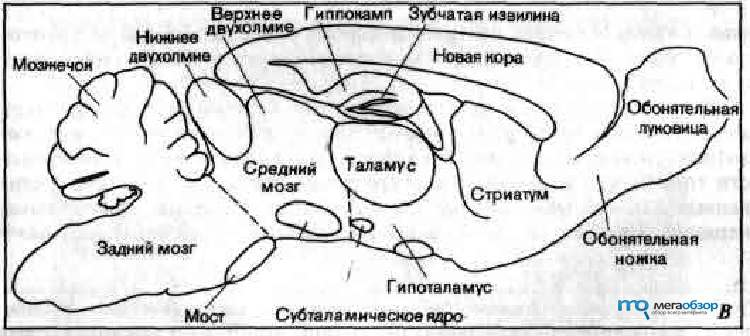 Верхнее
двухолмие
Гиппокамп
Зубчатая извилина
Нижнее
двухолмие
Мозжечок
Новая кора
Обонятельная
луковица
Средний
мозг
Таламус
Стриатум
Задний мозг
Обонятельная
ножка
Гипоталамус
Мост
Субталамическое ядро
В
мегаобзор